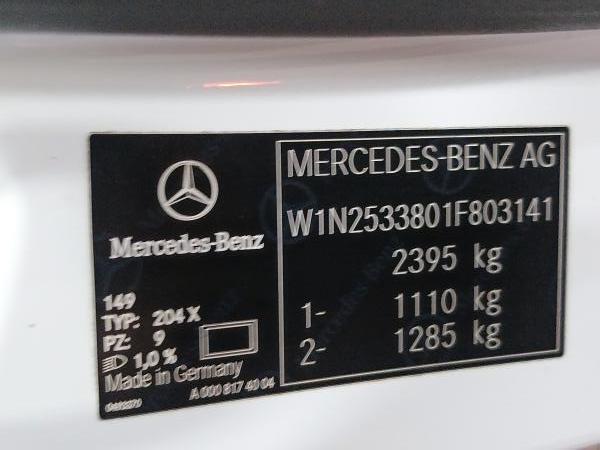 Mercedes-Benz
149
TYP: 204 X
PZ: 9
1,0 %
Made in Germany
A 000 817 40 04
MERCEDES-BENZ AG
W1N2533801F803141
2395 kg
1- 1110 kg
2- 1285 kg